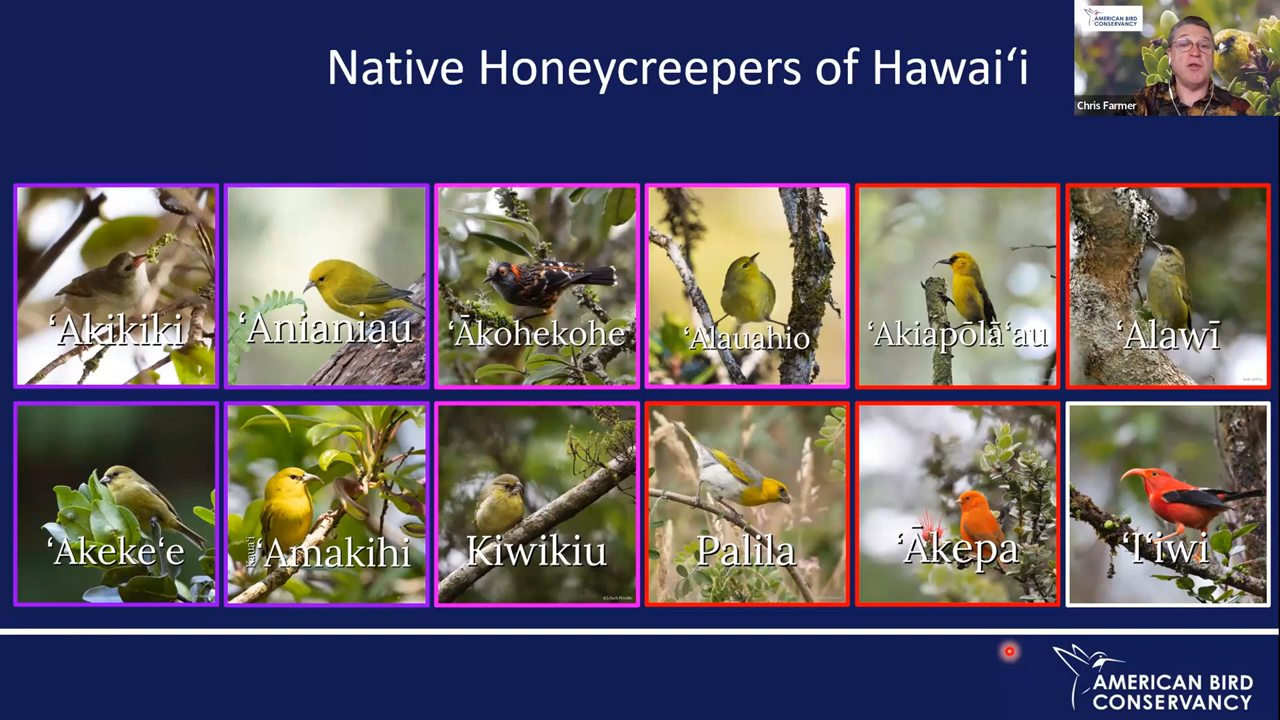 Native Honeycreepers of Hawaiʻi
AMERICAN BIRD
CONSERVANCY
Chris Farmer
ʻAkikiki
ʻAnianiau
ʻĀkohekohe
ʻAlauahio
ʻAkiapōlāʻau
ʻAlawī
ʻAkekeʻe
Kauaʻi ʻAmakihi
Kiwikiu
Palila
ʻĀkepa
ʻIʻiwi
AMERICAN BIRD
CONSERVANCY